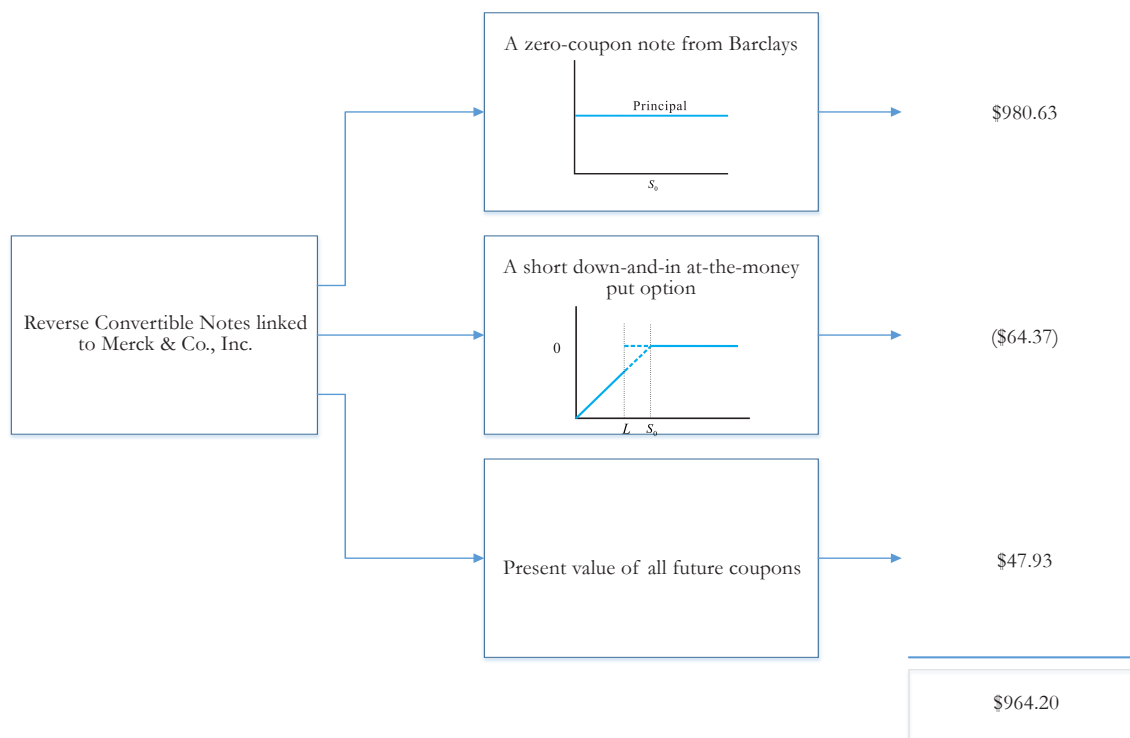 A zero-coupon note from Barclays
Principal
S₀
$980.63
Reverse Convertible Notes linked
to Merck & Co., Inc.
A short down-and-in at-the-money
put option
0
L S₀
($64.37)
Present value of all future coupons
$47.93
$964.20